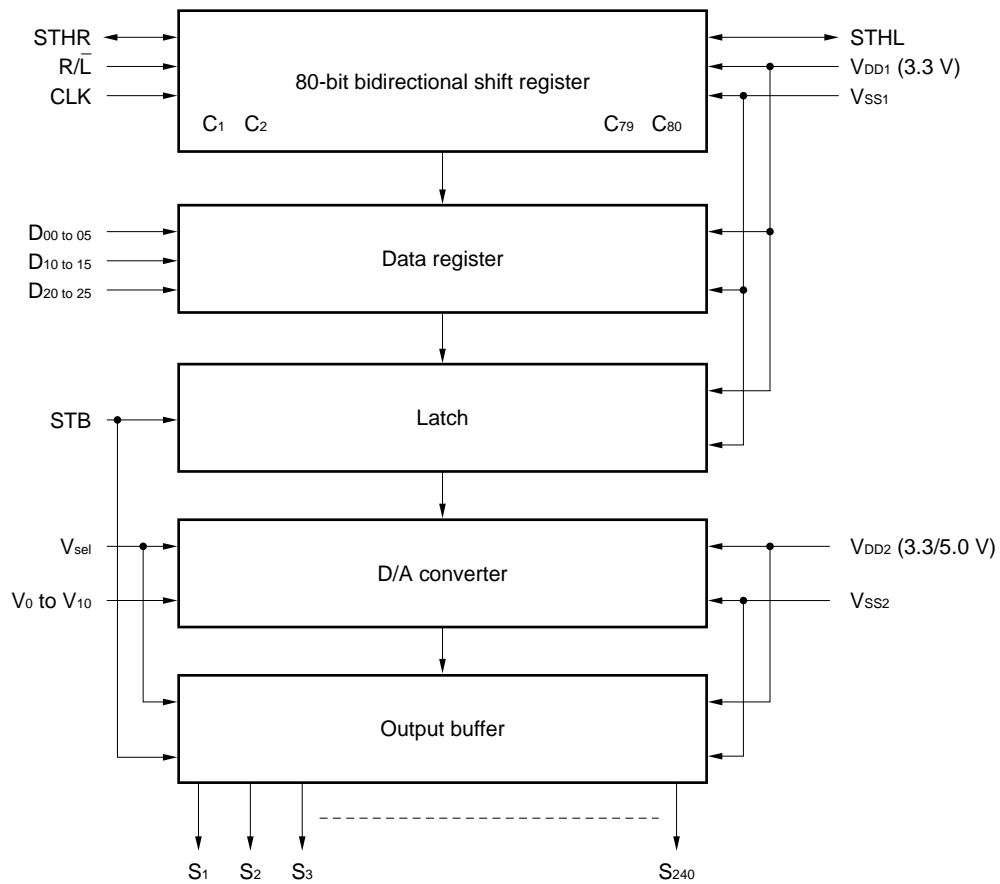 STHR
STHL
R/L̅
80-bit bidirectional shift register
VDD1 (3.3 V)
CLK
VSS1
C1 C2 C79 C80
D00 to 05
D10 to 15
Data register
D20 to 25
STB
Latch
Vsel
VDD2 (3.3/5.0 V)
D/A converter
V0 to V10
VSS2
Output buffer
S1 S2 S3 S240